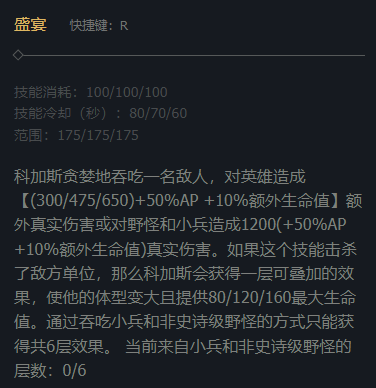 盛宴 快捷键：R
技能消耗：100/100/100
技能冷却（秒）：80/70/60
范围：175/175/175
科加斯贪婪地吞吃一名敌人，对英雄造成
【(300/475/650)+50%AP +10%额外生命值】额
外真实伤害或对野怪和小兵造成1200(+50%AP
+10%额外生命值)真实伤害。如果这个技能击杀
了敌方单位，那么科加斯会获得一层可叠加的效
果，使他的体型变大且提供80/120/160最大生命
值。通过吞吃小兵和非史诗级野怪的方式只能获
得共6层效果。 当前来自小兵和非史诗级野怪的
层数：0/6